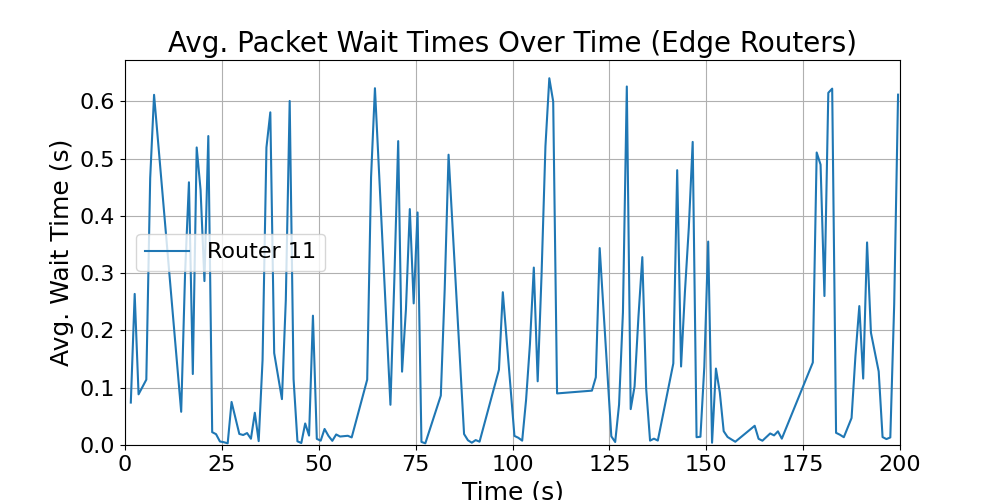 Avg. Packet Wait Times Over Time (Edge Routers)
Avg. Wait Time (s)
0.6
0.5
0.4
0.3
0.2
0.1
0.0
Router 11
0 25 50 75 100 125 150 175 200
Time (s)